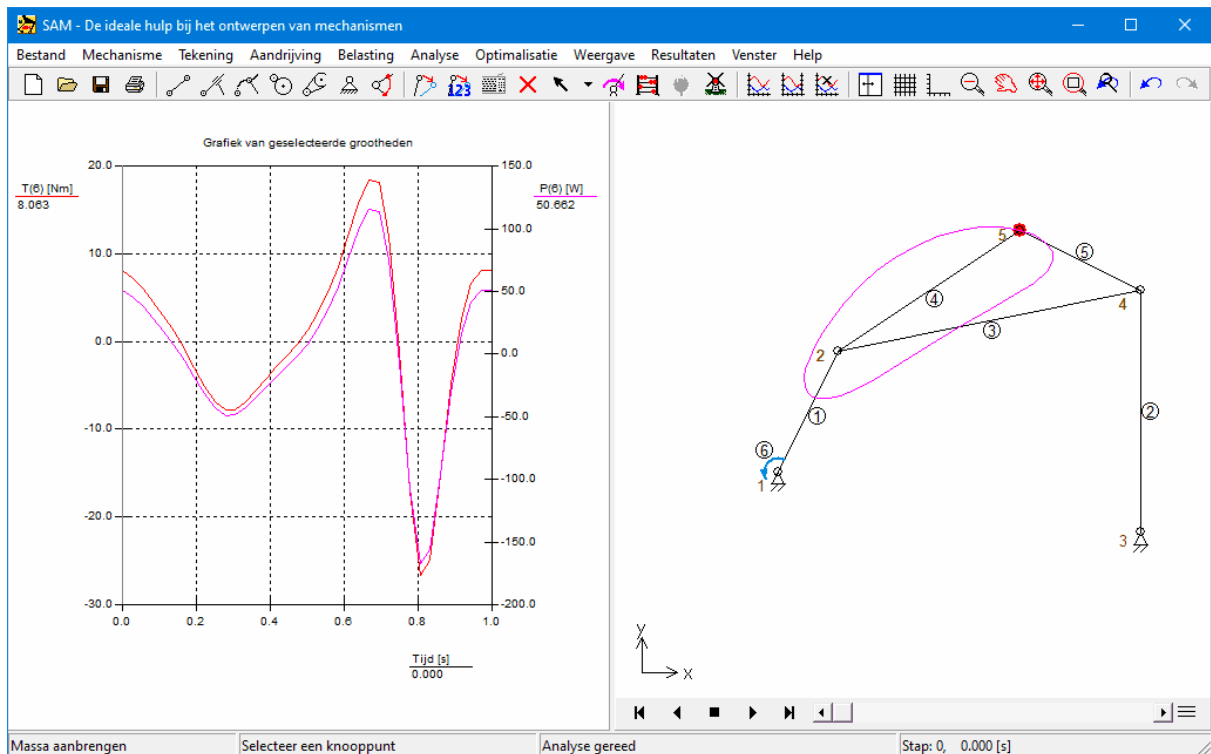 SAM - De ideale hulp bij het ontwerpen van mechanismen
Bestand Mechanisme Tekening Aandrijving Belasting Analyse Optimalisatie Weergave Resultaten Venster Help
123
Grafiek van geselecteerde grootheden
T(6) [Nm]
8.063
P(6) [W]
50.662
20.0
10.0
0.0
-10.0
-20.0
-30.0
150.0
100.0
50.0
0.0
-50.0
-100.0
-150.0
-200.0
0.0 0.2 0.4 0.6 0.8 1.0
Tijd [s]
0.000
5
5
4
4
3
2
1
2
6
1
3
y
x
Massa aanbrengen
Selecteer een knooppunt
Analyse gereed
Stap: 0, 0.000 [s]